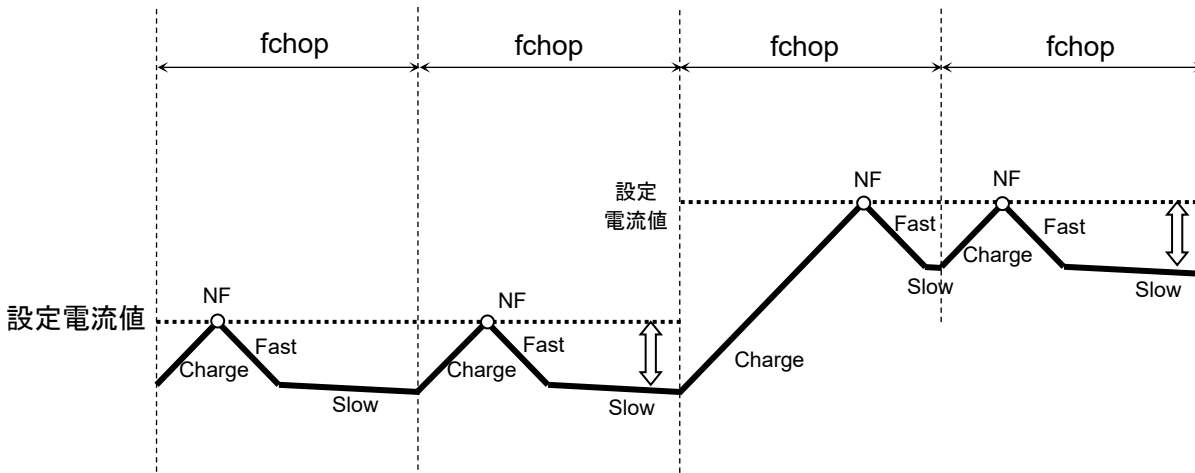 fchop
fchop
fchop
fchop
設定
電流値
NF
Fast
Slow
NF
Charge
Fast
Slow
設定電流値
NF
Charge
Fast
Slow
NF
Charge
Fast
Slow
Charge